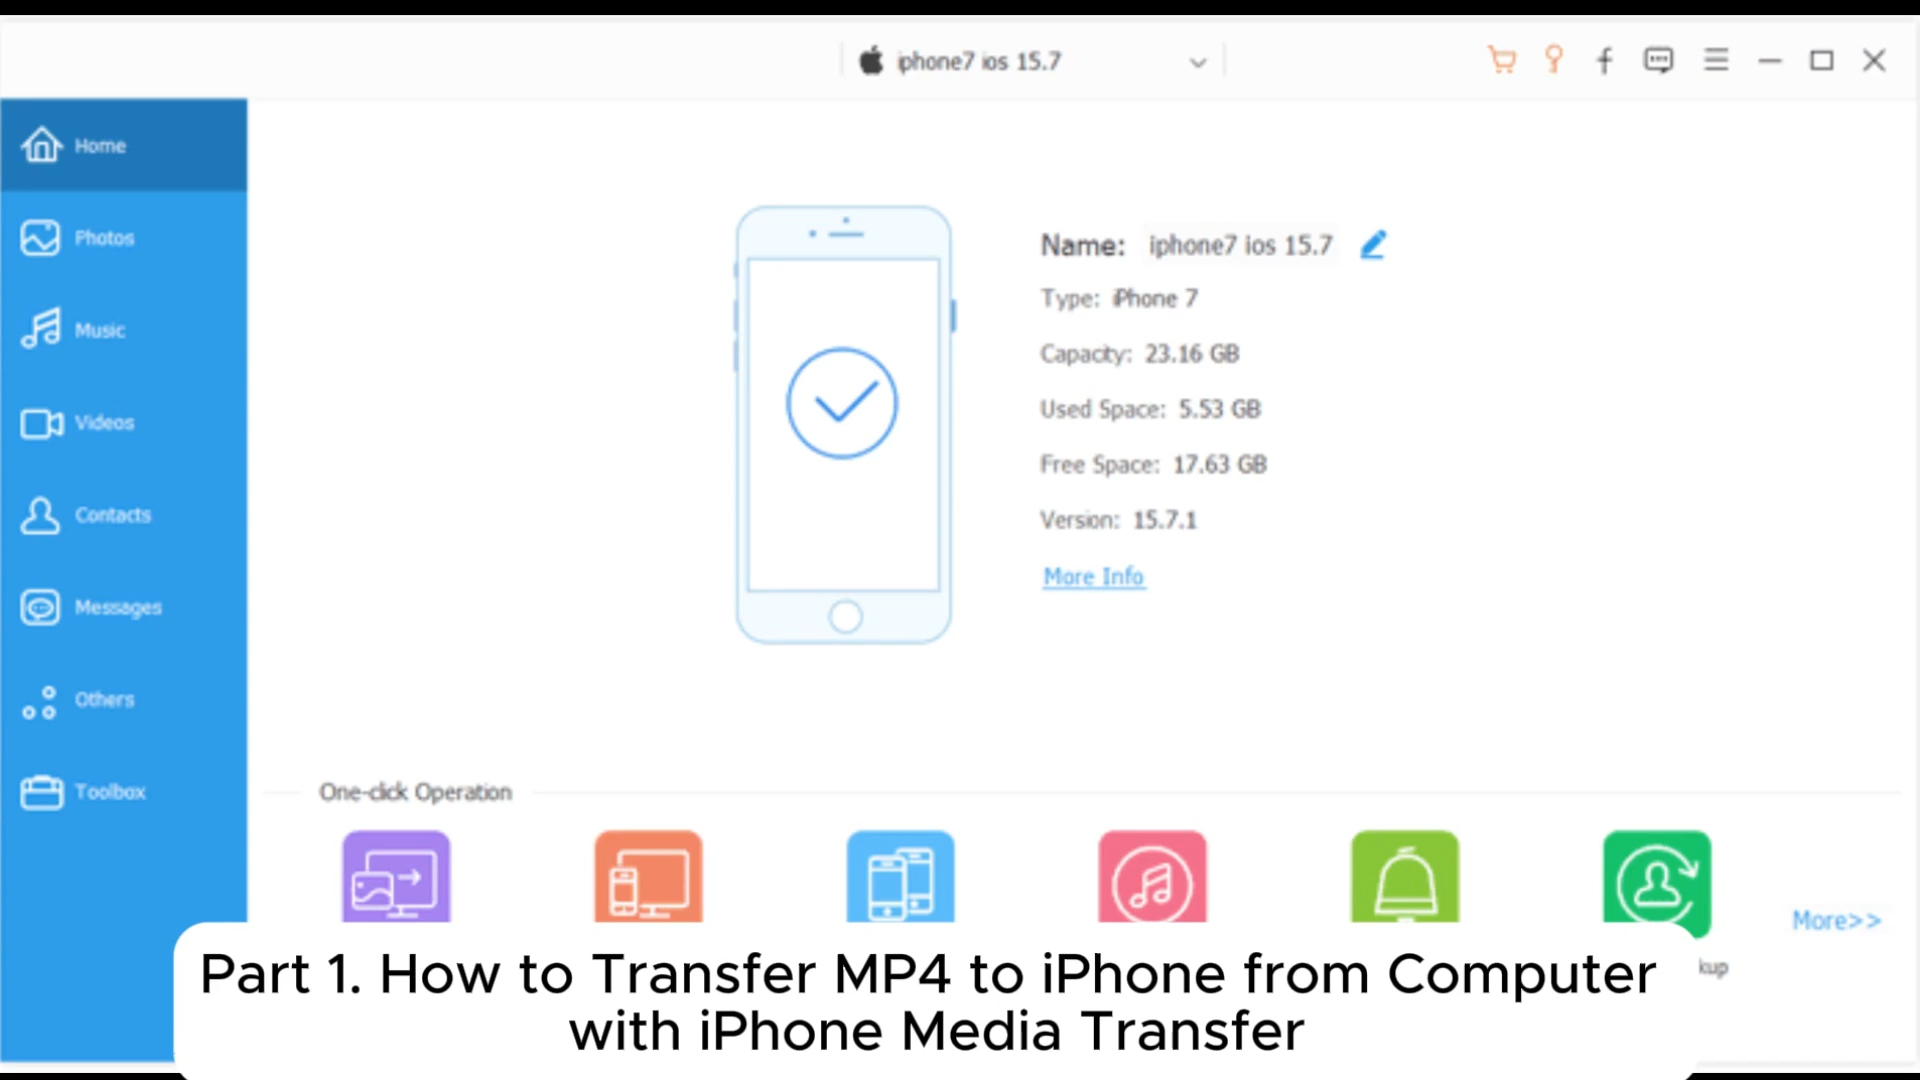 iphone7 ios 15.7
Home
Photos
Music
Videos
Contacts
Messages
Others
Toolbox
Name: iphone7 ios 15.7
Type: iPhone 7
Capacity: 23.16 GB
Used Space: 5.53 GB
Free Space: 17.63 GB
Version: 15.7.1
More Info
One-click Operation
More>>
kup
Part 1. How to Transfer MP4 to iPhone from Computer
with iPhone Media Transfer